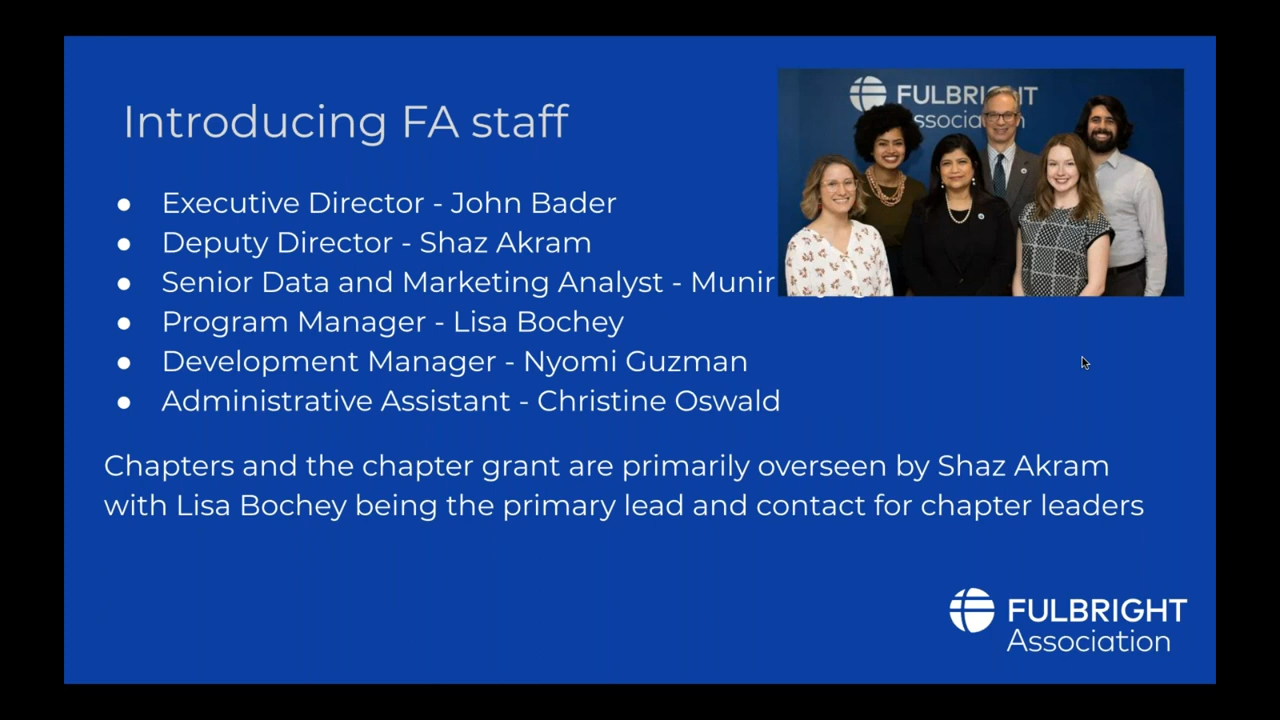 Introducing FA staff
FULBRIGHT
Association
● Executive Director - John Bader
● Deputy Director - Shaz Akram
● Senior Data and Marketing Analyst - Munir
● Program Manager - Lisa Bochey
● Development Manager - Nyomi Guzman
● Administrative Assistant - Christine Oswald
Chapters and the chapter grant are primarily overseen by Shaz Akram
with Lisa Bochey being the primary lead and contact for chapter leaders
FULBRIGHT
Association